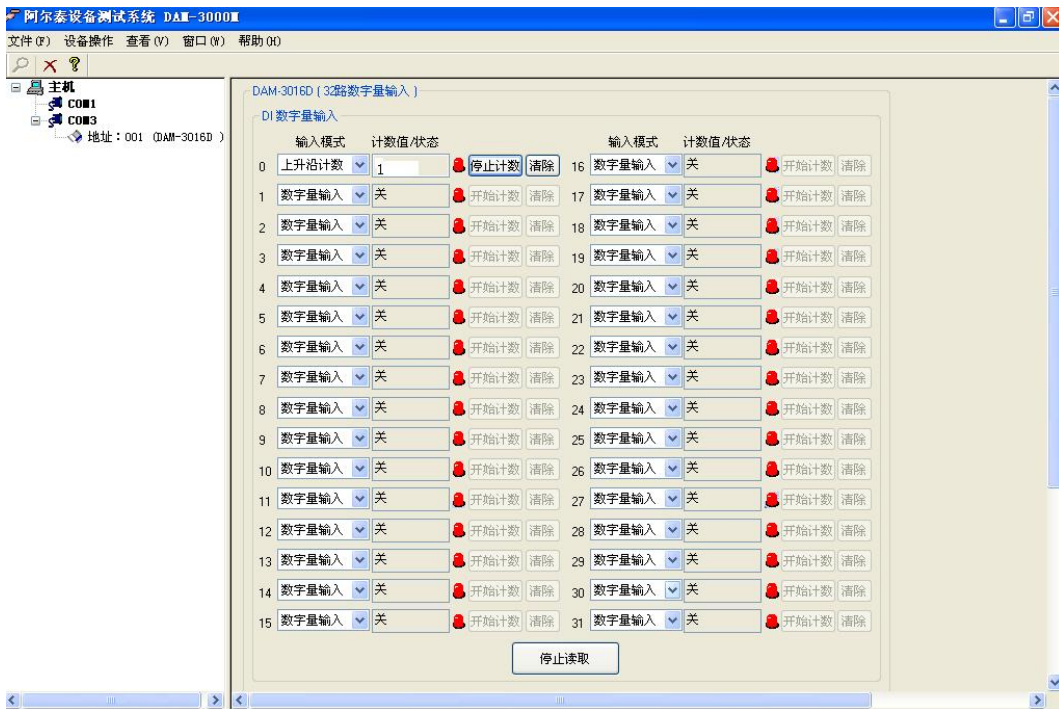 阿尔泰设备测试系统 DAM-3000M
文件(F) 设备操作 查看(V) 窗口(W) 帮助(H)
主机
COM1
COM3
地址：001 (DAM-3016D )
DAM-3016D ( 32路数字量输入 )
DI 数字量输入
输入模式 计数值/状态 输入模式 计数值/状态
0 上升沿计数 1 停止计数 清除 16 数字量输入 关 开始计数 清除
1 数字量输入 关 开始计数 清除 17 数字量输入 关 开始计数 清除
2 数字量输入 关 开始计数 清除 18 数字量输入 关 开始计数 清除
3 数字量输入 关 开始计数 清除 19 数字量输入 关 开始计数 清除
4 数字量输入 关 开始计数 清除 20 数字量输入 关 开始计数 清除
5 数字量输入 关 开始计数 清除 21 数字量输入 关 开始计数 清除
6 数字量输入 关 开始计数 清除 22 数字量输入 关 开始计数 清除
7 数字量输入 关 开始计数 清除 23 数字量输入 关 开始计数 清除
8 数字量输入 关 开始计数 清除 24 数字量输入 关 开始计数 清除
9 数字量输入 关 开始计数 清除 25 数字量输入 关 开始计数 清除
10 数字量输入 关 开始计数 清除 26 数字量输入 关 开始计数 清除
11 数字量输入 关 开始计数 清除 27 数字量输入 关 开始计数 清除
12 数字量输入 关 开始计数 清除 28 数字量输入 关 开始计数 清除
13 数字量输入 关 开始计数 清除 29 数字量输入 关 开始计数 清除
14 数字量输入 关 开始计数 清除 30 数字量输入 关 开始计数 清除
15 数字量输入 关 开始计数 清除 31 数字量输入 关 开始计数 清除
停止读取